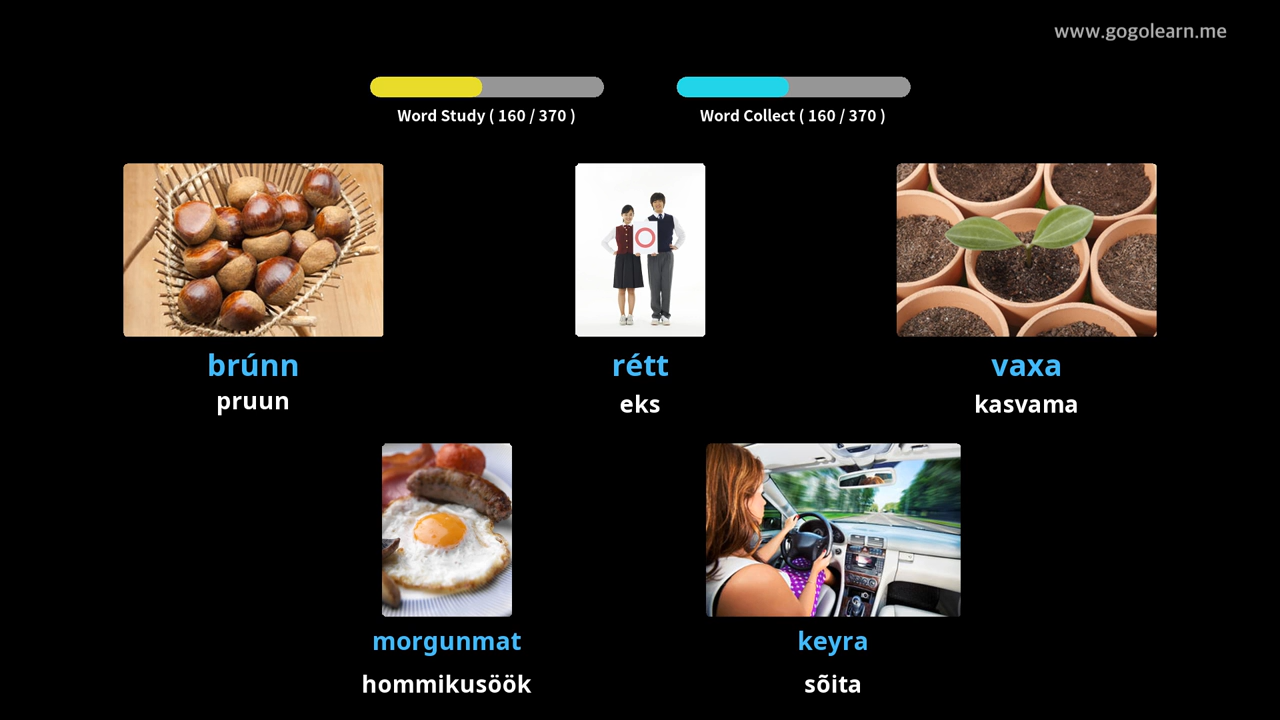 www.gogolearn.me
Word Study ( 160 / 370 )
Word Collect ( 160 / 370 )
brúnn
pruun
rétt
eks
vaxa
kasvama
morgunmat
hommikusöök
keyra
sõita